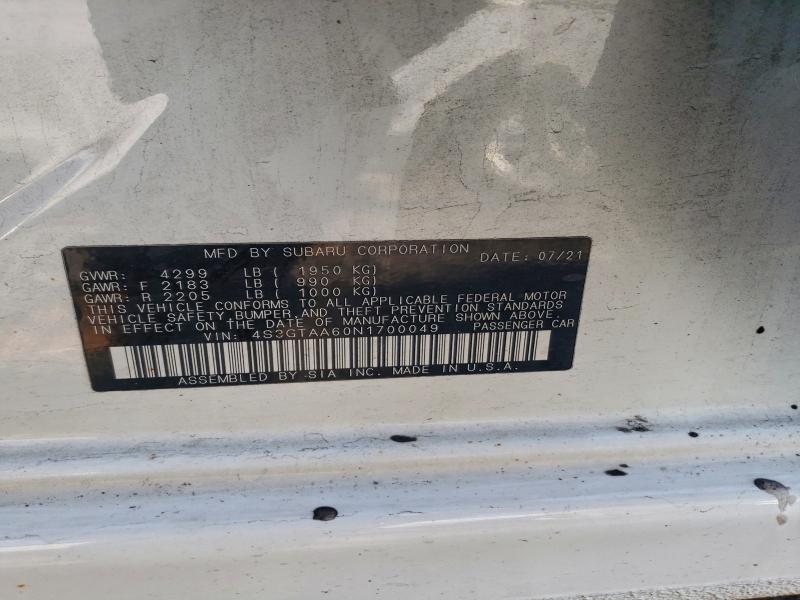 MFD BY SUBARU CORPORATION DATE: 07/21
GVWR: 4299 LB ( 1950 KG)
GAWR: F 2183 LB ( 990 KG)
GAWR: R 2205 LB ( 1000 KG)
THIS VEHICLE CONFORMS TO ALL APPLICABLE FEDERAL MOTOR
VEHICLE SAFETY, BUMPER, AND THEFT PREVENTION STANDARDS
IN EFFECT ON THE DATE OF MANUFACTURE SHOWN ABOVE.
VIN: 4S3GTAA60N1700049 PASSENGER CAR
ASSEMBLED BY SIA INC. MADE IN U.S.A.